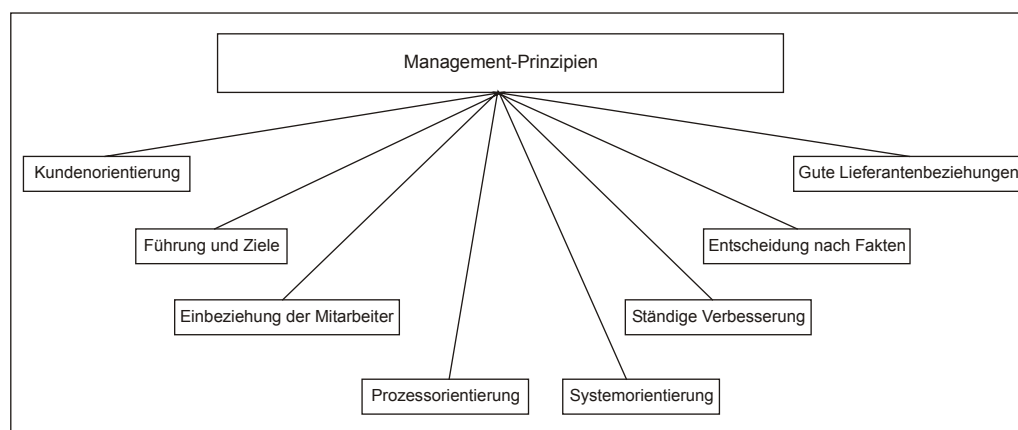 Management-Prinzipien
Kundenorientierung
Gute Lieferantenbeziehungen
Führung und Ziele
Entscheidung nach Fakten
Einbeziehung der Mitarbeiter
Ständige Verbesserung
Prozessorientierung
Systemorientierung